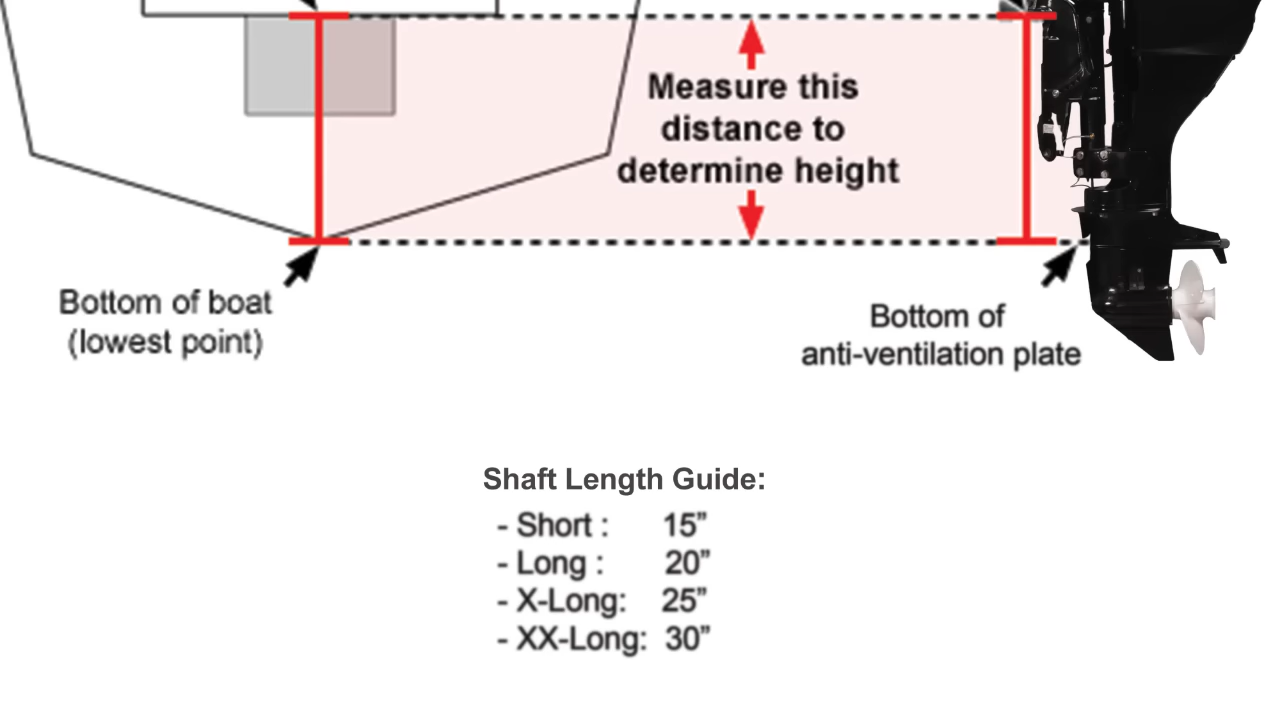 Measure this
distance to
determine height
Bottom of boat
(lowest point)
Bottom of
anti-ventilation plate
Shaft Length Guide:
- Short : 15”
- Long : 20”
- X-Long: 25”
- XX-Long: 30”